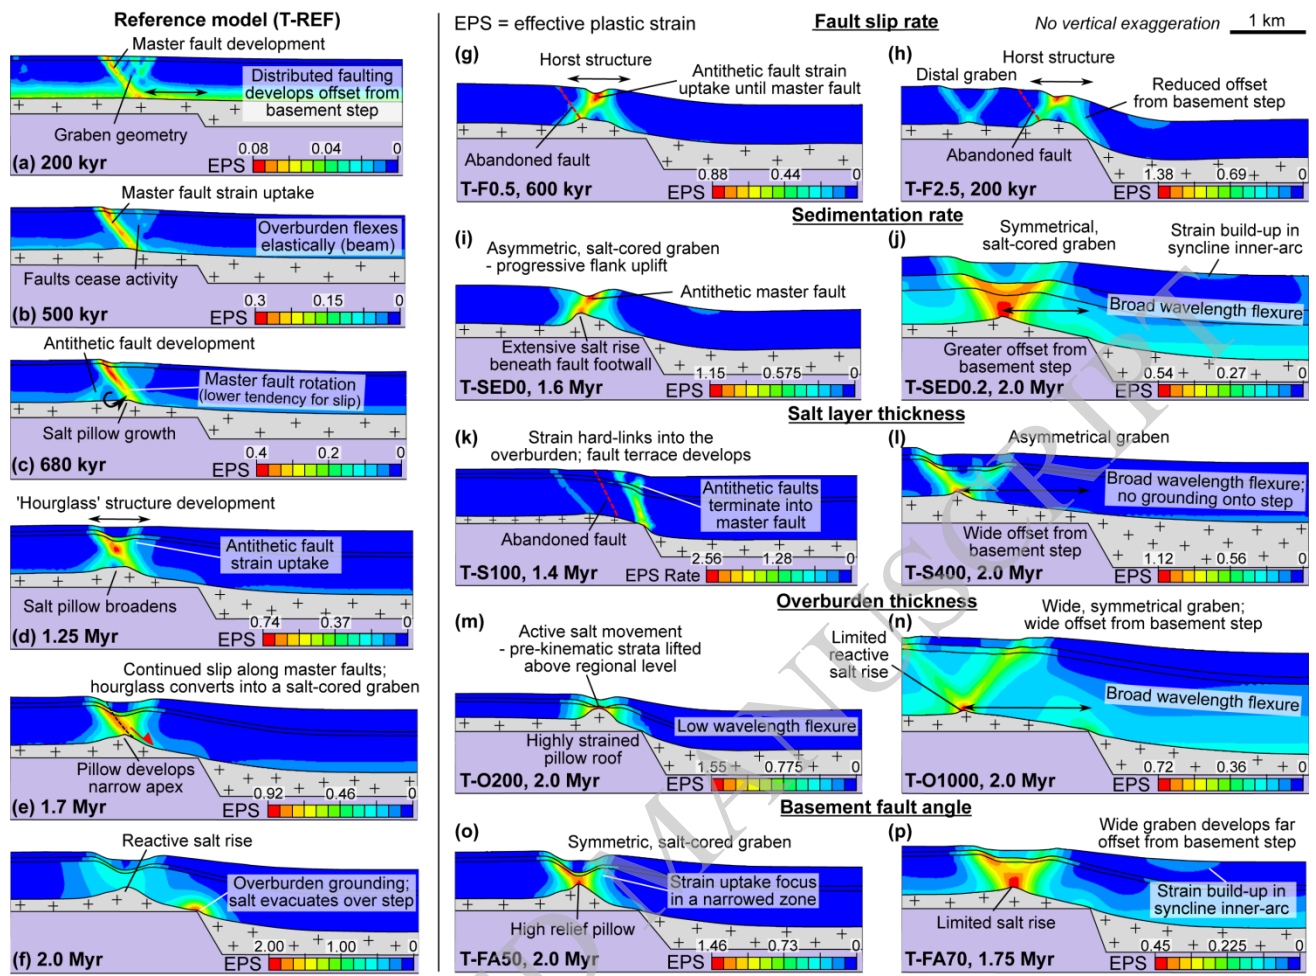 Reference model (T-REF)
Master fault development
Distributed faulting
develops offset from
basement step
Graben geometry
(a) 200 kyr
0.08 0.04 0
EPS
Master fault strain uptake
Overburden flexes
elastically (beam)
Faults cease activity
0.3 0.15 0
(b) 500 kyr
EPS
Antithetic fault development
Master fault rotation
(lower tendency for slip)
Salt pillow growth
0.4 0.2 0
(c) 680 kyr
EPS
'Hourglass' structure development
Antithetic fault
strain uptake
Salt pillow broadens
0.74 0.37 0
(d) 1.25 Myr
EPS
Continued slip along master faults;
hourglass converts into a salt-cored graben
Pillow develops
narrow apex
0.92 0.46 0
(e) 1.7 Myr
EPS
Reactive salt rise
Overburden grounding;
salt evacuates over step
2.00 1.00 0
(f) 2.0 Myr
EPS
EPS = effective plastic strain
Fault slip rate
No vertical exaggeration
1 km
(g)
Horst structure
Antithetic fault strain
uptake until master fault
Abandoned fault
0.88 0.44 0
T-F0.5, 600 kyr
EPS
(h)
Horst structure
Distal graben
Reduced offset
from basement step
Abandoned fault
1.38 0.69 0
T-F2.5, 200 kyr
EPS
Sedimentation rate
(i)
Asymmetric, salt-cored graben
- progressive flank uplift
Antithetic master fault
Extensive salt rise
beneath fault footwall
1.15 0.575 0
T-SED0, 1.6 Myr
EPS
(j)
Symmetrical,
salt-cored graben
Strain build-up in
syncline inner-arc
Broad wavelength flexure
Greater offset from
basement step
0.54 0.27 0
T-SED0.2, 2.0 Myr
EPS
Salt layer thickness
(k)
Strain hard-links into the
overburden; fault terrace develops
Antithetic faults
terminate into
master fault
Abandoned fault
2.56 1.28 0
T-S100, 1.4 Myr
EPS Rate
(l)
Asymmetrical graben
Broad wavelength flexure;
no grounding onto step
Wide offset from
basement step
1.12 0.56 0
T-S400, 2.0 Myr
EPS
Overburden thickness
(m)
Active salt movement
- pre-kinematic strata lifted
above regional level
Low wavelength flexure
Highly strained
pillow roof
1.55 0.775 0
T-O200, 2.0 Myr
EPS
(n)
Wide, symmetrical graben;
wide offset from basement step
Limited
reactive
salt rise
Broad wavelength
flexure
0.72 0.36 0
T-O1000, 2.0 Myr
EPS
Basement fault angle
(o)
Symmetric, salt-cored graben
Strain uptake focus
in a narrowed zone
High relief pillow
1.46 0.73 0
T-FA50, 2.0 Myr
EPS
(p)
Wide graben develops far
offset from basement step
Strain build-up in
syncline inner-arc
Limited salt rise
0.45 0.225 0
T-FA70, 1.75 Myr
EPS
MANUSCRIPT